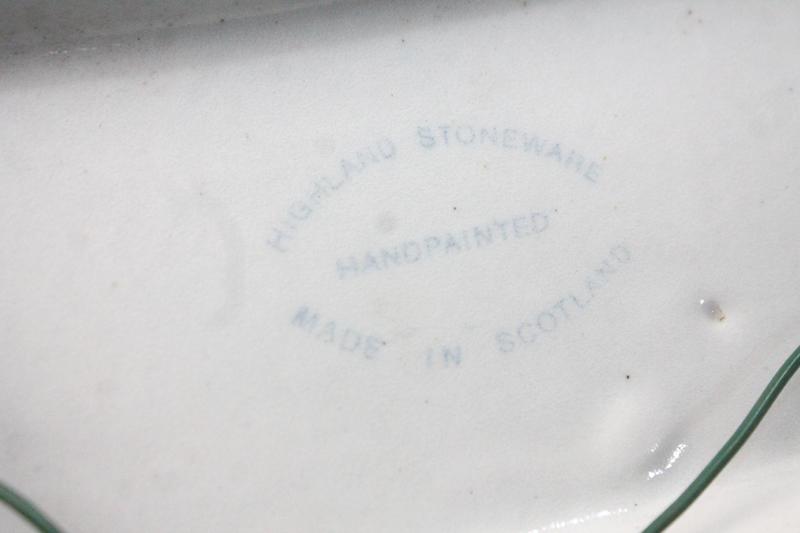 HIGHLAND STONEWARE
HANDPAINTED
MADE IN SCOTLAND